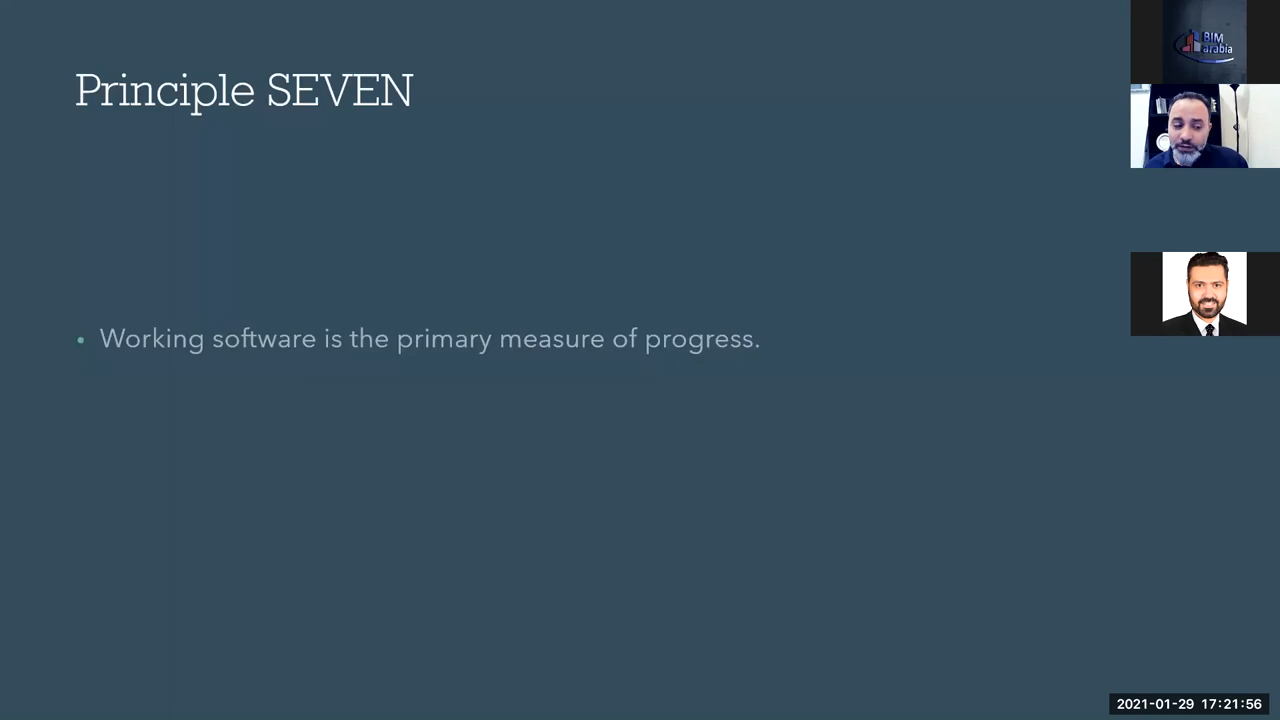 Principle SEVEN
BIM
arabia
• Working software is the primary measure of progress.
2021-01-29 17:21:56